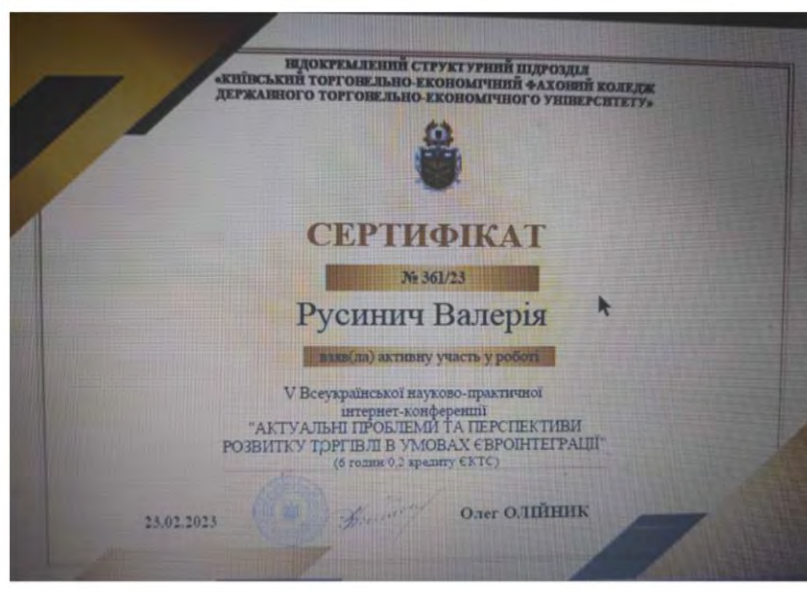 ВІДОКРЕМЛЕНИЙ СТРУКТУРНИЙ ПІДРОЗДІЛ
«КИЇВСЬКИЙ ТОРГОВЕЛЬНО-ЕКОНОМІЧНИЙ ФАХОВИЙ КОЛЕДЖ
ДЕРЖАВНОГО ТОРГОВЕЛЬНО-ЕКОНОМІЧНОГО УНІВЕРСИТЕТУ»
СЕРТИФІКАТ
№ 361/23
Русинич Валерія
взяв(ла) активну участь у роботі
V Всеукраїнської науково-практичної
інтернет-конференції
"АКТУАЛЬНІ ПРОБЛЕМИ ТА ПЕРСПЕКТИВИ
РОЗВИТКУ ТОРГІВЛІ В УМОВАХ ЄВРОІНТЕГРАЦІЇ"
(6 годин/0,2 кредиту ЄКТС)
23.02.2023
Олег ОЛІЙНИК